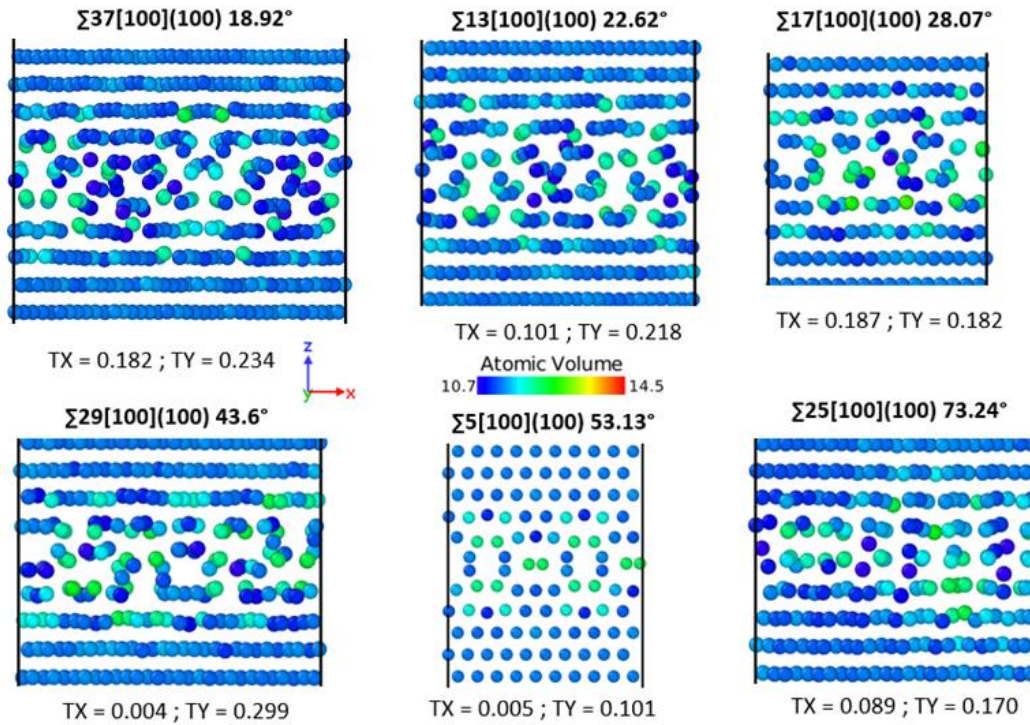 ∑37[100](100) 18.92°
∑13[100](100) 22.62°
∑17[100](100) 28.07°
TX = 0.182 ; TY = 0.234
TX = 0.101 ; TY = 0.218
TX = 0.187 ; TY = 0.182
z
y
x
Atomic Volume
10.7
14.5
∑29[100](100) 43.6°
∑5[100](100) 53.13°
∑25[100](100) 73.24°
TX = 0.004 ; TY = 0.299
TX = 0.005 ; TY = 0.101
TX = 0.089 ; TY = 0.170